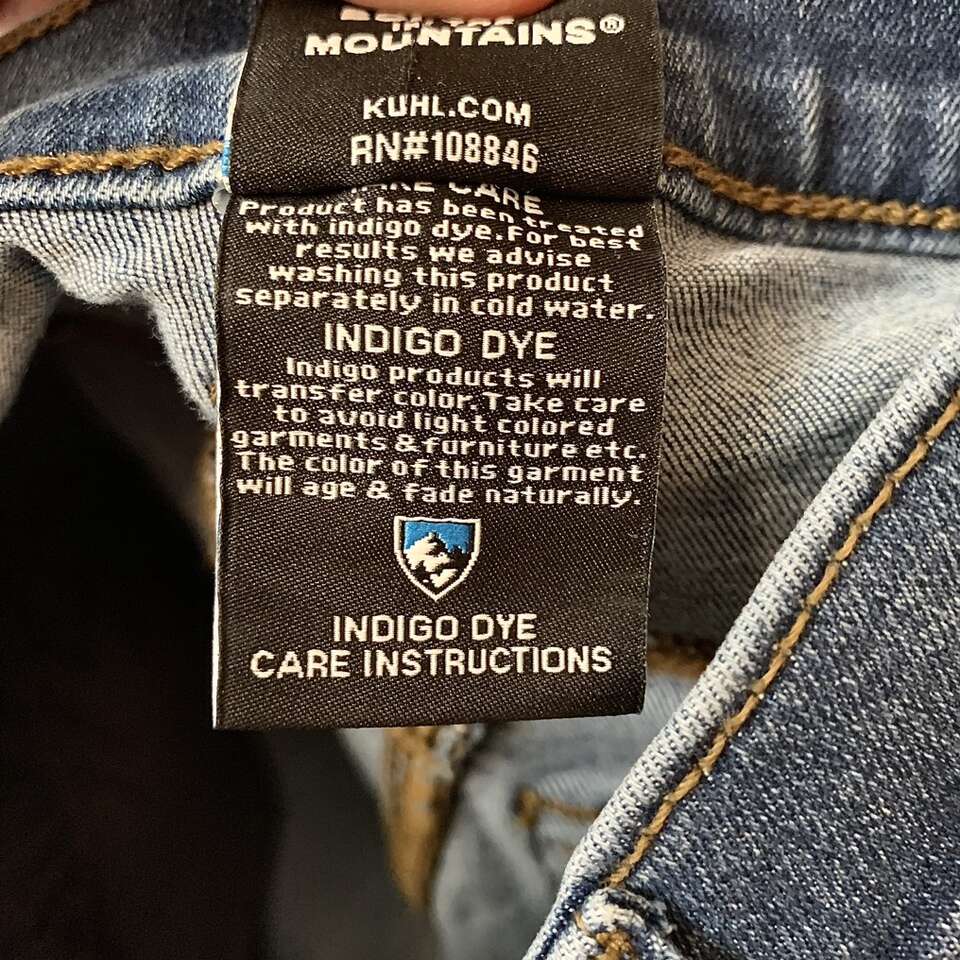 MOUNTAINS®
KUHL.COM
RN#108846
CARE
Product has been treated
with indigo dye.For best
results we advise
washing this product
separately in cold water.
INDIGO DYE
Indigo products will
transfer color.Take care
to avoid light colored
garments & furniture etc.
The color of this garment
will age & fade naturally.
INDIGO DYE
CARE INSTRUCTIONS